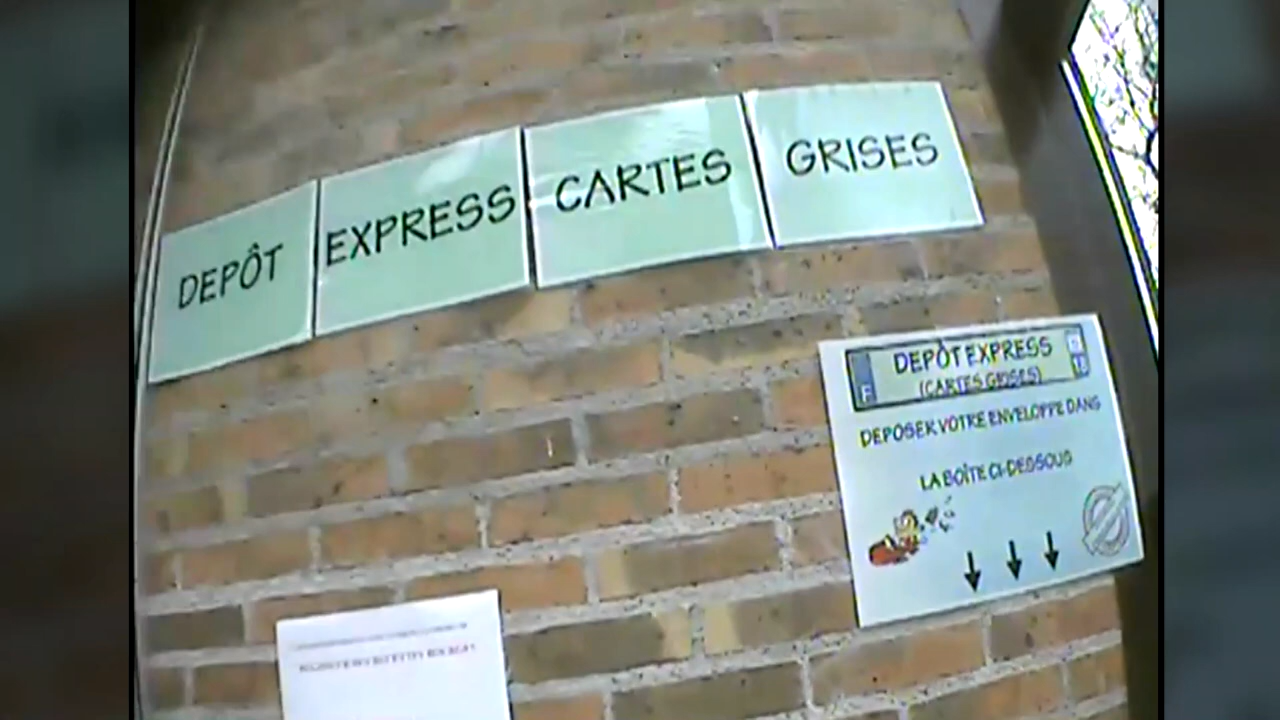 DEPÔT EXPRESS CARTES GRISES
DEPÔT EXPRESS
(CARTES GRISES)
F
DEPOSER VOTRE ENVELOPPE DANS
LA BOÎTE CI-DESSOUS